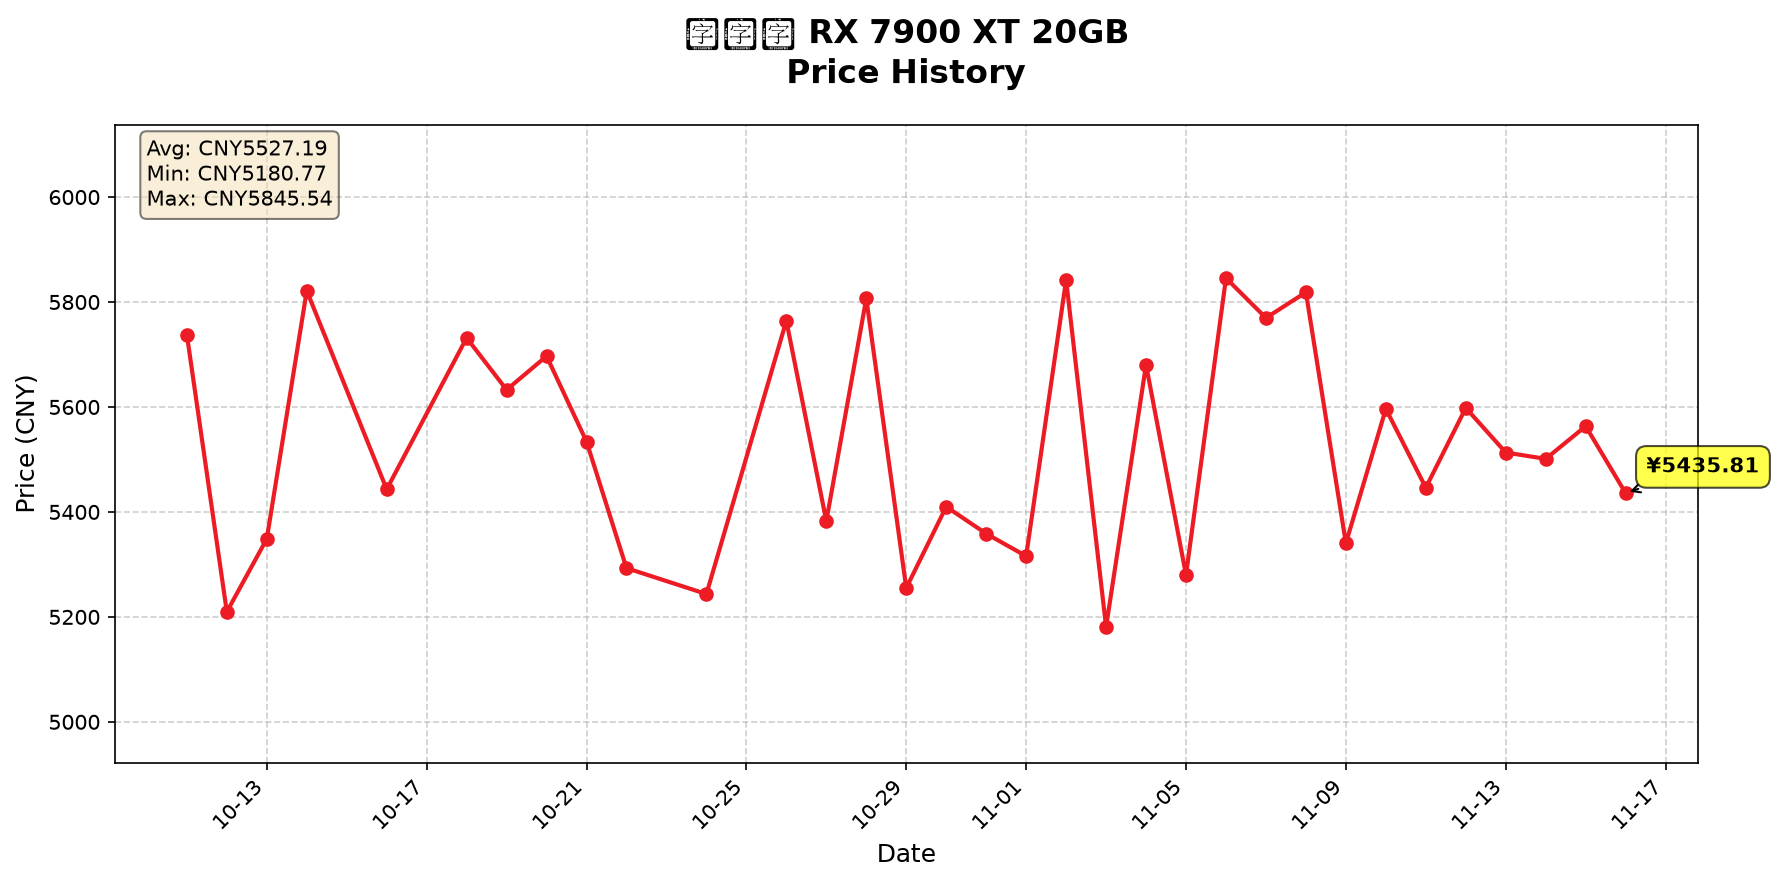 RX 7900 XT 20GB
Price History
Avg: CNY5527.19
Min: CNY5180.77
Max: CNY5845.54
6000
5800
5600
5400
5200
5000
Price (CNY)
¥5435.81
10-13
10-17
10-21
10-25
10-29
11-01
11-05
11-09
11-13
11-17
Date